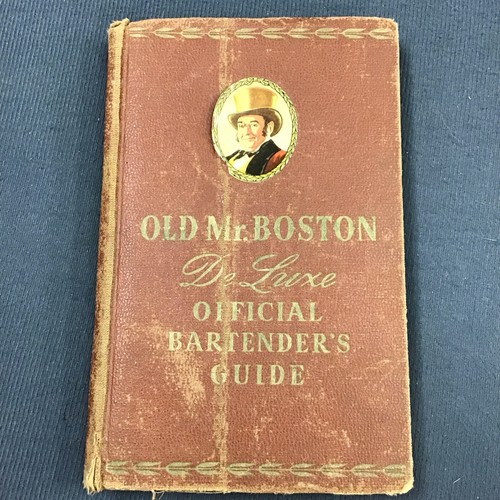 OLD Mr. BOSTON
De Luxe
OFFICIAL
BARTENDER'S
GUIDE